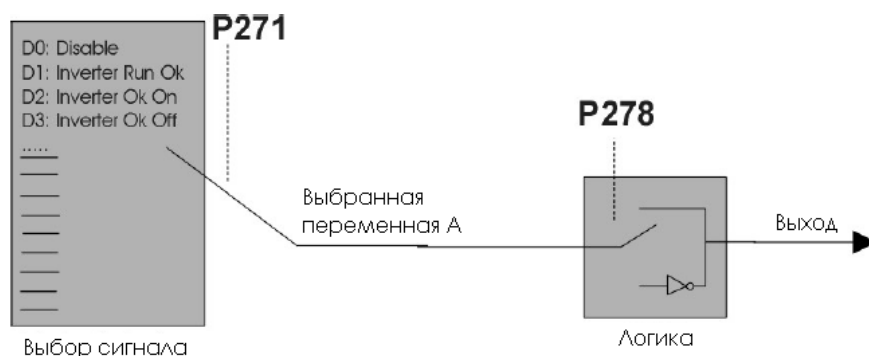 P271
D0: Disable
D1: Inverter Run Ok
D2: Inverter Ok On
D3: Inverter Ok Off
.....
P278
Выбранная
переменная A
Выход
Логика
Выбор сигнала